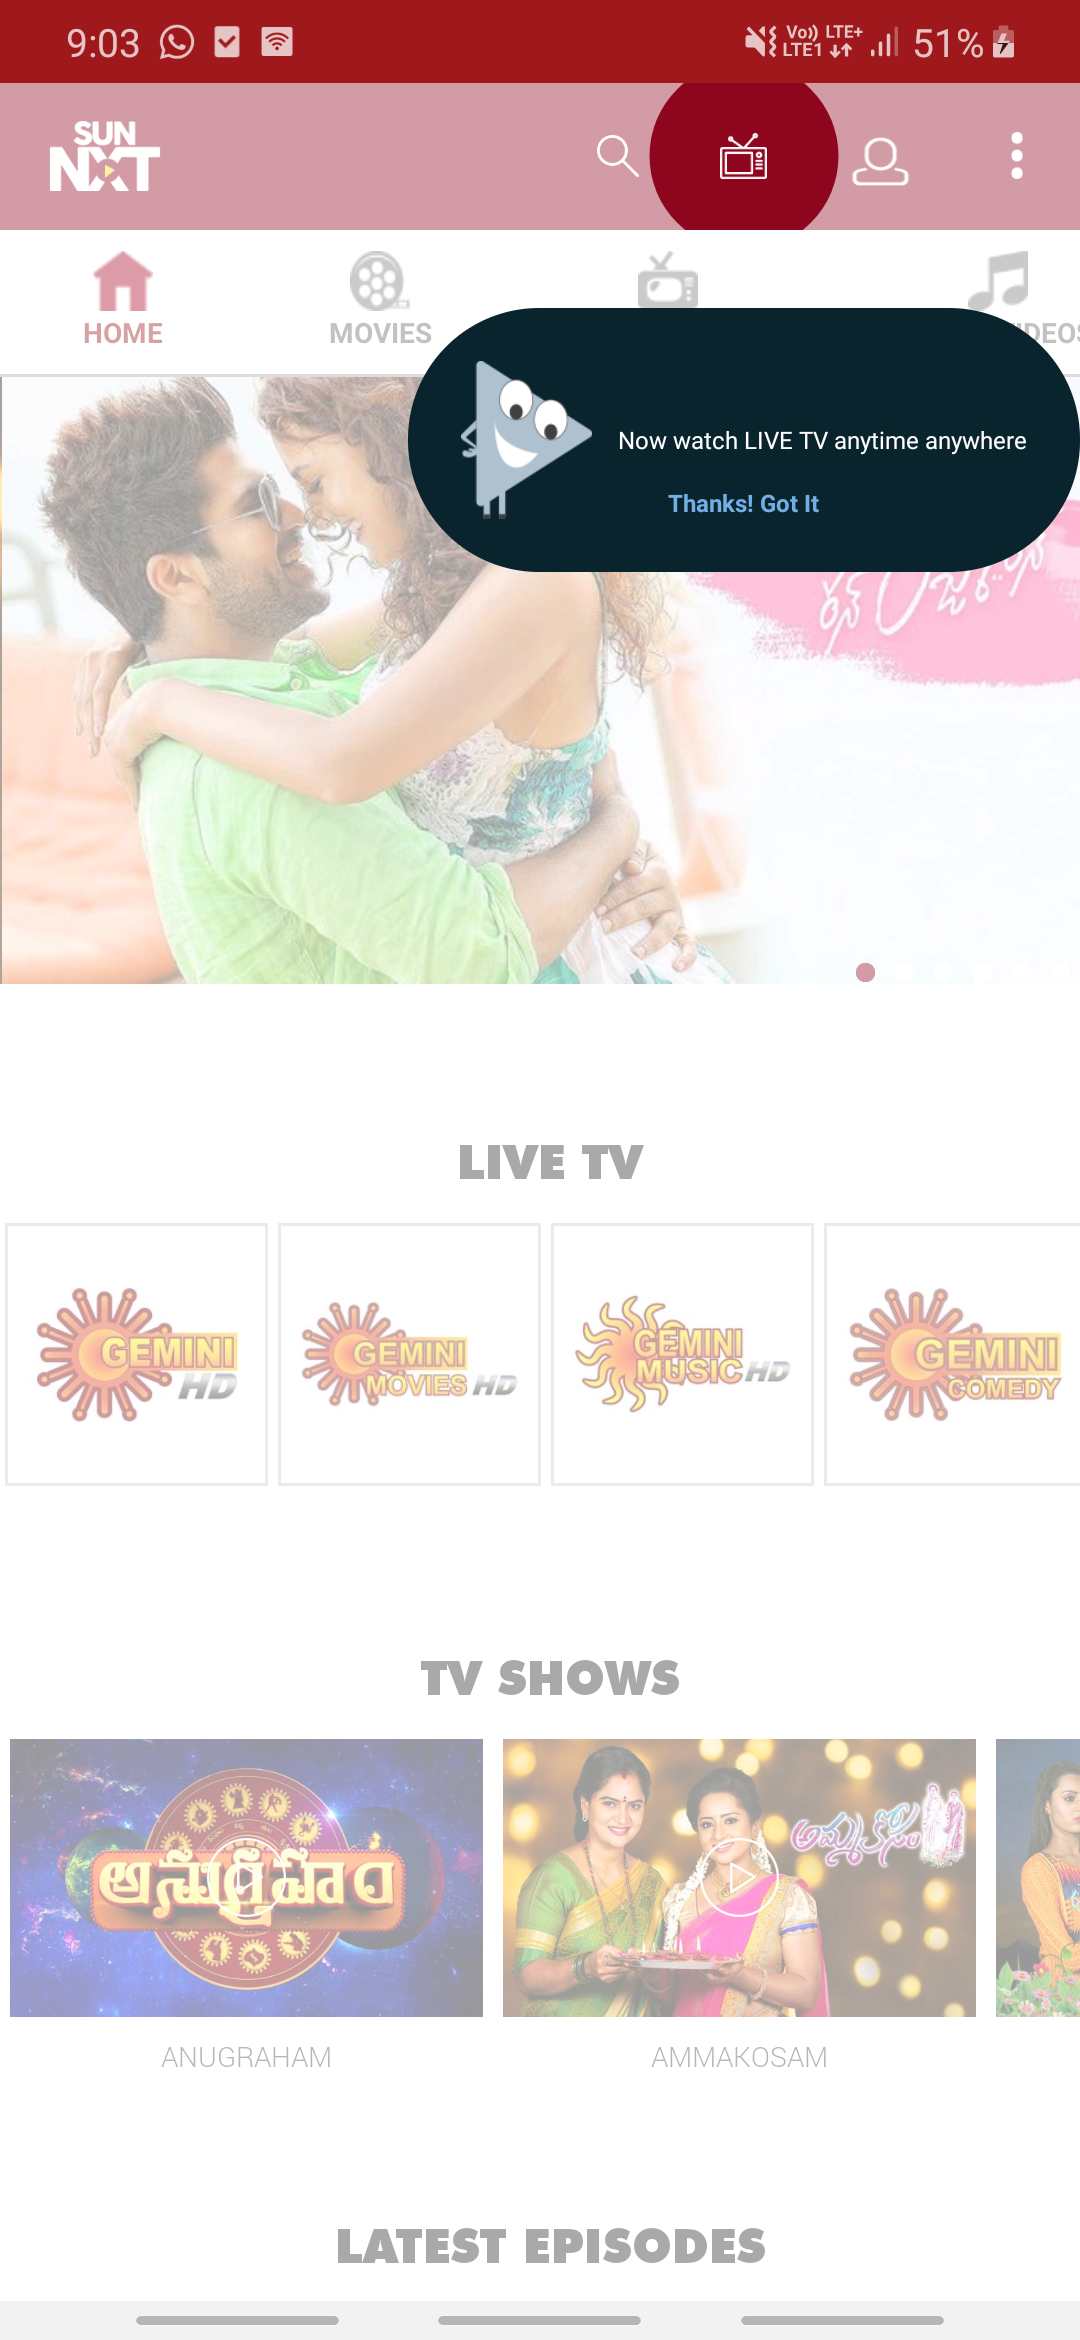 9:03
Vo)) LTE+
LTE1
51%
SUN
NXT
HOME
MOVIES
Now watch LIVE TV anytime anywhere
Thanks! Got It
LIVE TV
GEMINI
HD
GEMINI
MOVIES HD
GEMINI
MUSIC HD
GEMINI
COMEDY
TV SHOWS
అనుగ్రహం
అమ్మకోసం
ANUGRAHAM
AMMAKOSAM
LATEST EPISODES